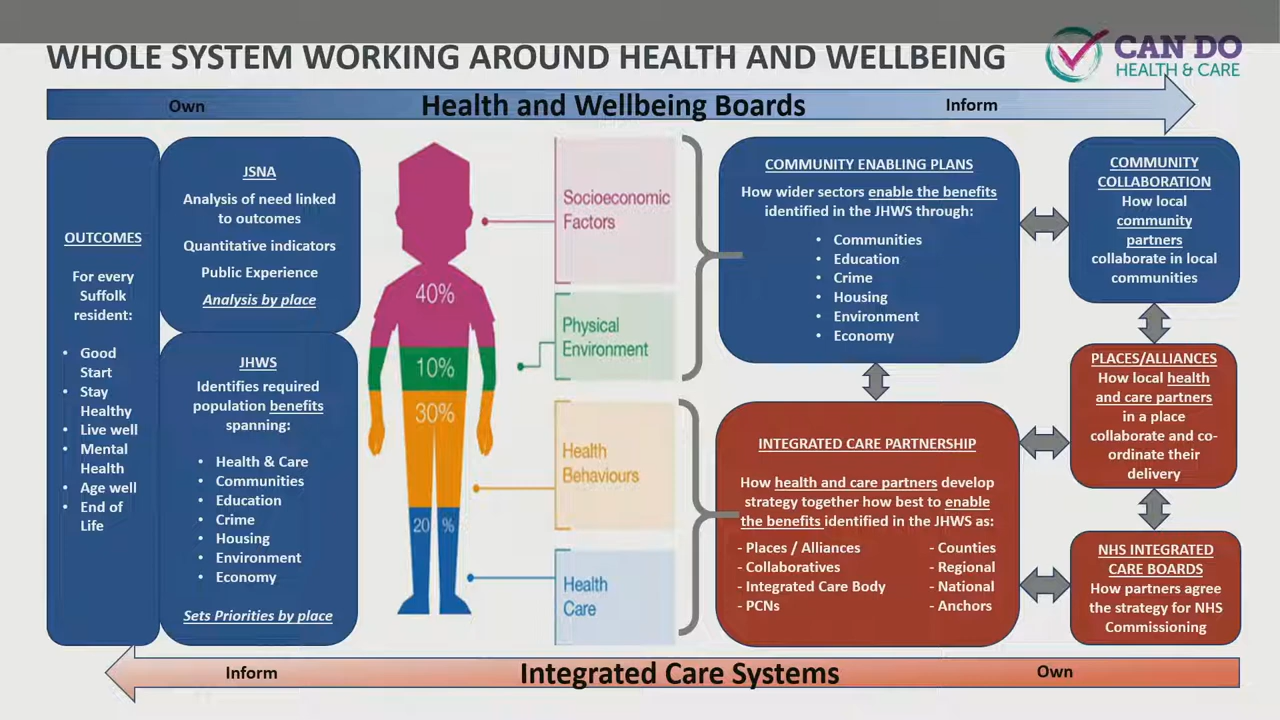 WHOLE SYSTEM WORKING AROUND HEALTH AND WELLBEING
CAN DO
HEALTH & CARE
Own
Health and Wellbeing Boards
Inform
OUTCOMES
For every
Suffolk
resident:
• Good
Start
• Stay
Healthy
• Live well
• Mental
Health
• Age well
• End of
Life
JSNA
Analysis of need linked
to outcomes
Quantitative indicators
Public Experience
Analysis by place
JHWS
Identifies required
population benefits
spanning:
• Health & Care
• Communities
• Education
• Crime
• Housing
• Environment
• Economy
Sets Priorities by place
40%
10%
30%
20 %
Socioeconomic
Factors
Physical
Environment
Health
Behaviours
Health
Care
COMMUNITY ENABLING PLANS
How wider sectors enable the benefits
identified in the JHWS through:
• Communities
• Education
• Crime
• Housing
• Environment
• Economy
INTEGRATED CARE PARTNERSHIP
How health and care partners develop
strategy together how best to enable
the benefits identified in the JHWS as:
- Places / Alliances
- Collaboratives
- Integrated Care Body
- PCNs
- Counties
- Regional
- National
- Anchors
COMMUNITY
COLLABORATION
How local
community
partners
collaborate in local
communities
PLACES/ALLIANCES
How local health
and care partners
in a place
collaborate and co-
ordinate their
delivery
NHS INTEGRATED
CARE BOARDS
How partners agree
the strategy for NHS
Commissioning
Inform
Integrated Care Systems
Own